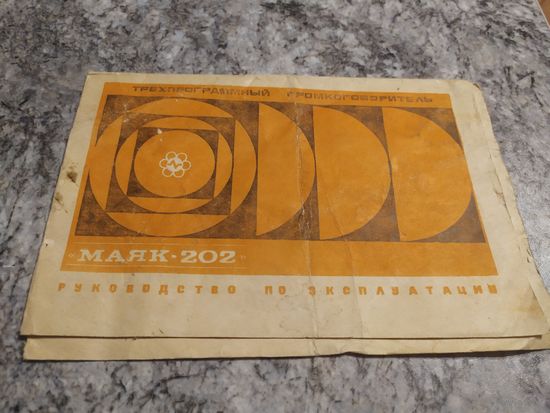 ТРЕХПРОГРАММНЫЙ ГРОМКОГОВОРИТЕЛЬ
«МАЯК-202»
РУКОВОДСТВО ПО ЭКСПЛУАТАЦИИ